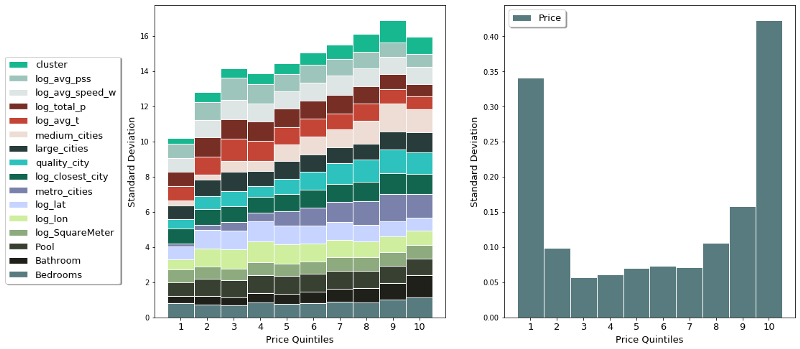 cluster
log_avg_pss
log_avg_speed_w
log_total_p
log_avg_t
medium_cities
large_cities
quality_city
log_closest_city
metro_cities
log_lat
log_lon
log_SquareMeter
Pool
Bathroom
Bedrooms
Standard Deviation
16
14
12
10
8
6
4
2
0
1 2 3 4 5 6 7 8 9 10
Price Quintiles
Price
Standard Deviation
0.40
0.35
0.30
0.25
0.20
0.15
0.10
0.05
0.00
1 2 3 4 5 6 7 8 9 10
Price Quintiles